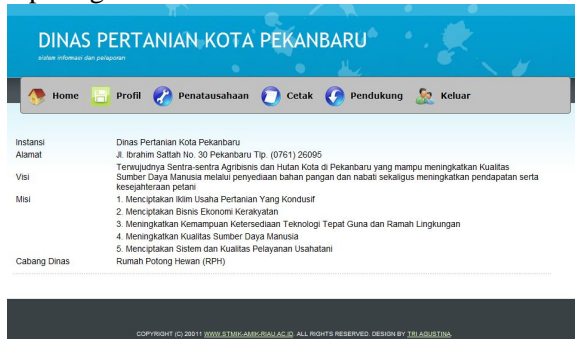 DINAS PERTANIAN KOTA PEKANBARU
sistem informasi dan pelaporan
Home Profil Penatausahaan Cetak Pendukung Keluar
Instansi Dinas Pertanian Kota Pekanbaru
Alamat Jl. Ibrahim Sattah No. 30 Pekanbaru Tlp. (0761) 26095
Visi Terwujudnya Sentra-sentra Agribisnis dan Hutan Kota di Pekanbaru yang mampu meningkatkan Kualitas
Sumber Daya Manusia melalui penyediaan bahan pangan dan nabati sekaligus meningkatkan pendapatan serta
kesejahteraan petani
Misi 1. Menciptakan Iklim Usaha Pertanian Yang Kondusif
2. Menciptakan Bisnis Ekonomi Kerakyatan
3. Meningkatkan Kemampuan Ketersediaan Teknologi Tepat Guna dan Ramah Lingkungan
4. Meningkatkan Kualitas Sumber Daya Manusia
5. Menciptakan Sistem dan Kualitas Pelayanan Usahatani
Cabang Dinas Rumah Potong Hewan (RPH)
COPYRIGHT (C) 20011 WWW.STMIK-AMIK-RIAU.AC.ID. ALL RIGHTS RESERVED. DESIGN BY TRI AGUSTINA.